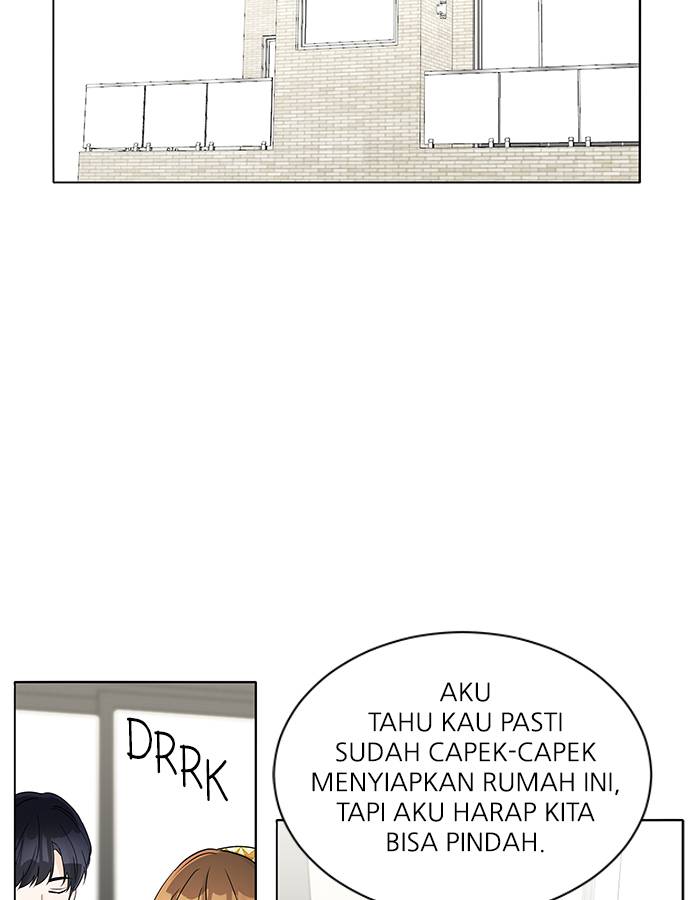 DRRK
AKU
TAHU KAU PASTI
SUDAH CAPEK-CAPEK
MENYIAPKAN RUMAH INI,
TAPI AKU HARAP KITA
BISA PINDAH.